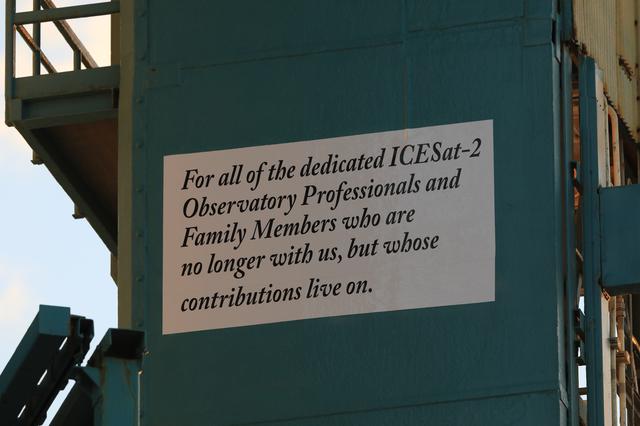 For all of the dedicated ICESat-2
Observatory Professionals and
Family Members who are
no longer with us, but whose
contributions live on.